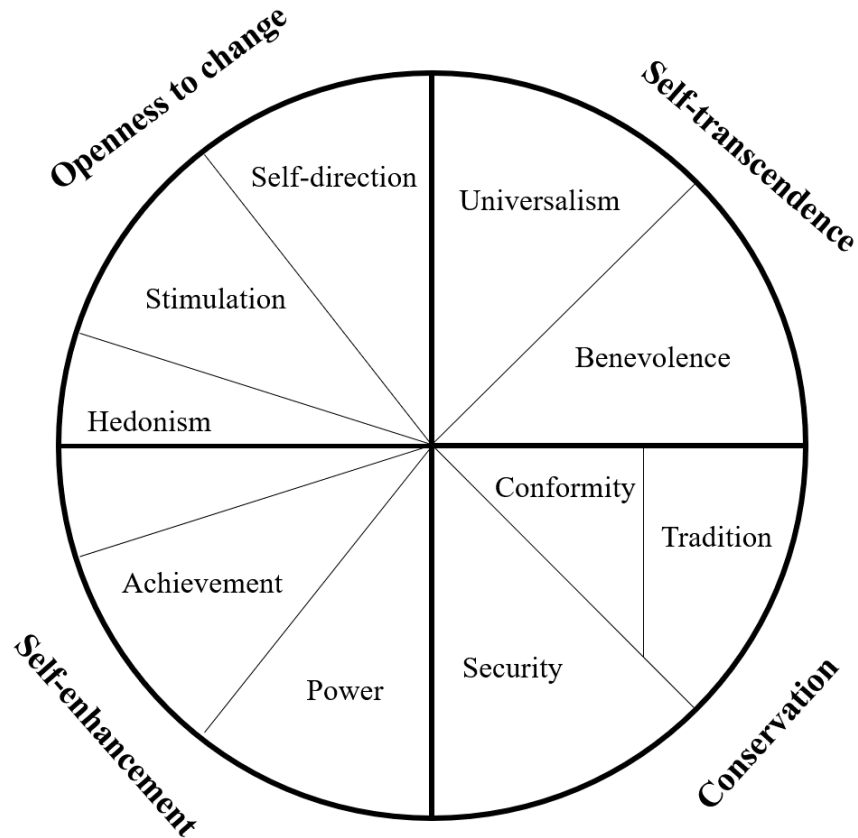 Openness to change
Self-transcendence
Self-direction
Universalism
Stimulation
Benevolence
Hedonism
Conformity
Tradition
Achievement
Security
Power
Self-enhancement
Conservation